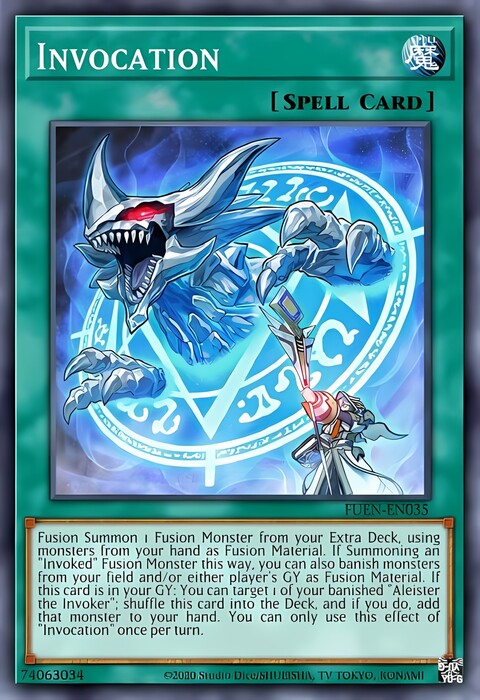 INVOCATION
魔
[SPELL CARD]
FUEN-EN035
Fusion Summon 1 Fusion Monster from your Extra Deck, using
monsters from your hand as Fusion Material. If Summoning an
"Invoked" Fusion Monster this way, you can also banish monsters
from your field and/or either player's GY as Fusion Material. If
this card is in your GY: You can target 1 of your banished "Aleister
the Invoker"; shuffle this card into the Deck, and if you do, add
that monster to your hand. You can only use this effect of
"Invocation" once per turn.
74063034
©2020 Studio Dice/SHUEISHA, TV TOKYO, KONAMI